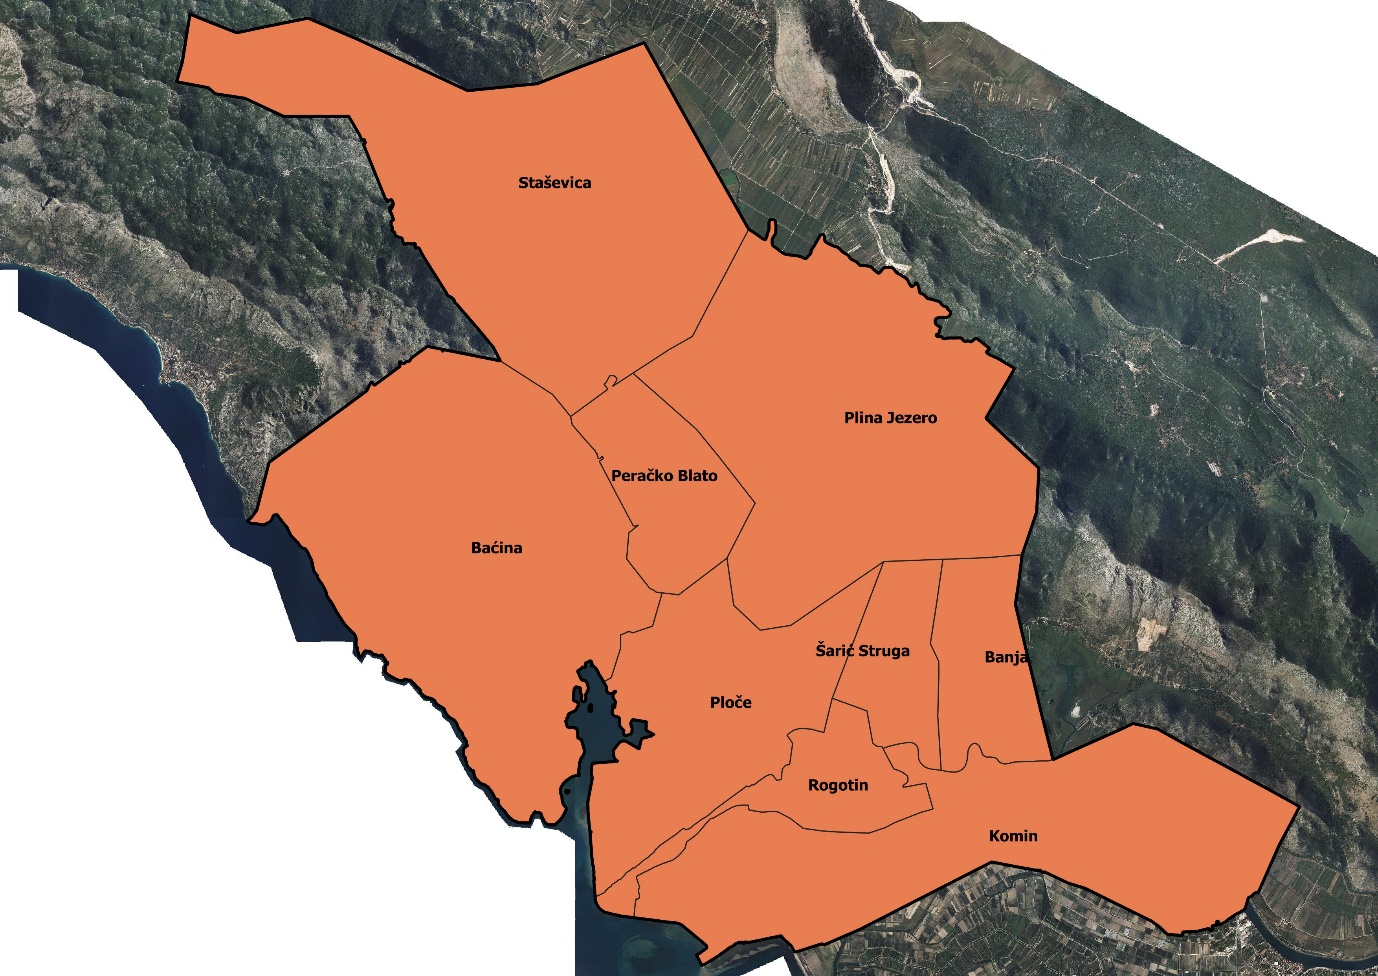 Staševica
Plina Jezero
Peračko Blato
Baćina
Šarić Struga
Banja
Ploče
Rogotin
Komin